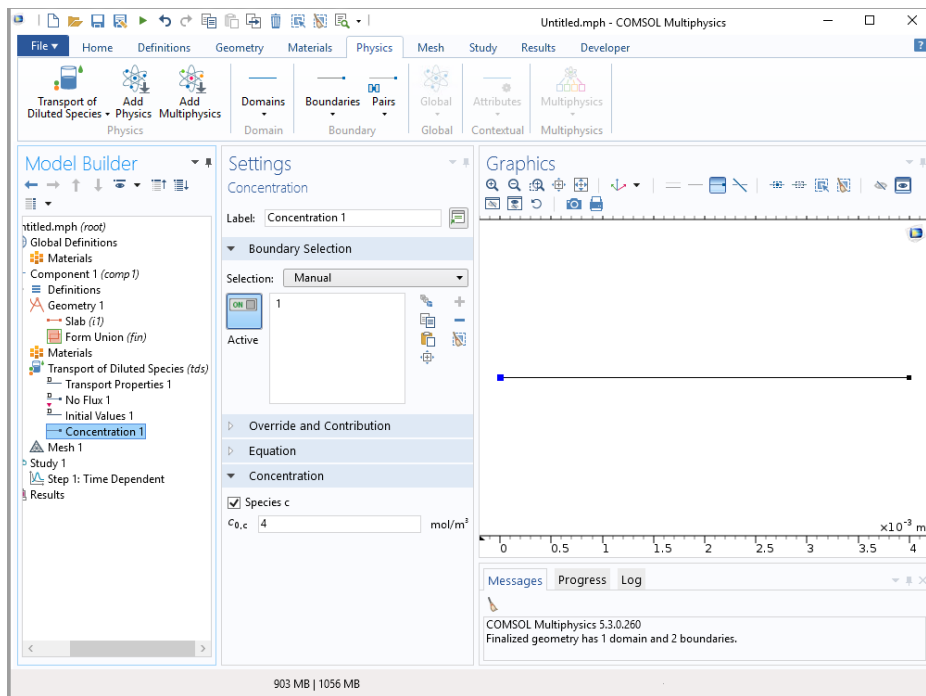 Untitled.mph - COMSOL Multiphysics
File Home Definitions Geometry Materials Physics Mesh Study Results Developer
?
Transport of Diluted Species
Add Physics
Add Multiphysics
Domains
Boundaries
Pairs
Global
Attributes
Multiphysics
Physics Domain Boundary Global Contextual Multiphysics
Model Builder
ntitled.mph (root)
Global Definitions
Materials
Component 1 (comp1)
Definitions
Geometry 1
Slab (i1)
Form Union (fin)
Materials
Transport of Diluted Species (tds)
Transport Properties 1
No Flux 1
Initial Values 1
Concentration 1
Mesh 1
Study 1
Step 1: Time Dependent
Results
Settings
Concentration
Label: Concentration 1
Boundary Selection
Selection: Manual
ON
1
Active
Override and Contribution
Equation
Concentration
Species c
c0,c 4 mol/m³
Graphics
×10⁻³ m
0 0.5 1 1.5 2 2.5 3 3.5 4
Messages Progress Log
COMSOL Multiphysics 5.3.0.260
Finalized geometry has 1 domain and 2 boundaries.
903 MB | 1056 MB